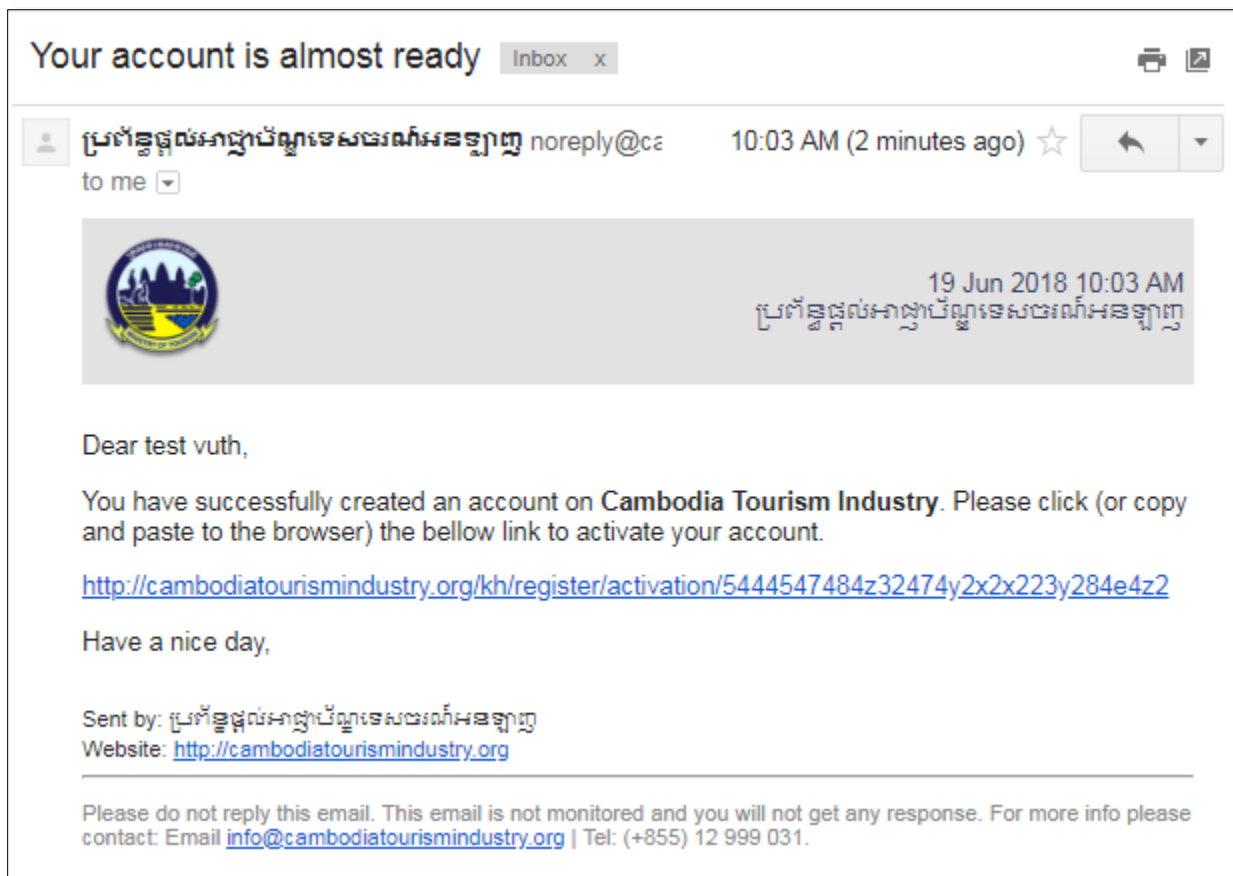 Your account is almost ready Inbox x
ប្រព័ន្ធផ្តល់អាជ្ញាប័ណ្ណទេសចរណ៍អនឡាញ noreply@ca 10:03 AM (2 minutes ago)
to me
19 Jun 2018 10:03 AM
ប្រព័ន្ធផ្តល់អាជ្ញាប័ណ្ណទេសចរណ៍អនឡាញ
MINISTRY OF TOURISM
Dear test vuth,
You have successfully created an account on Cambodia Tourism Industry. Please click (or copy
and paste to the browser) the bellow link to activate your account.
http://cambodiatourismindustry.org/kh/register/activation/5444547484z32474y2x2x223y284e4z2
Have a nice day,
Sent by: ប្រព័ន្ធផ្តល់អាជ្ញាប័ណ្ណទេសចរណ៍អនឡាញ
Website: http://cambodiatourismindustry.org
Please do not reply this email. This email is not monitored and you will not get any response. For more info please
contact: Email info@cambodiatourismindustry.org | Tel: (+855) 12 999 031.